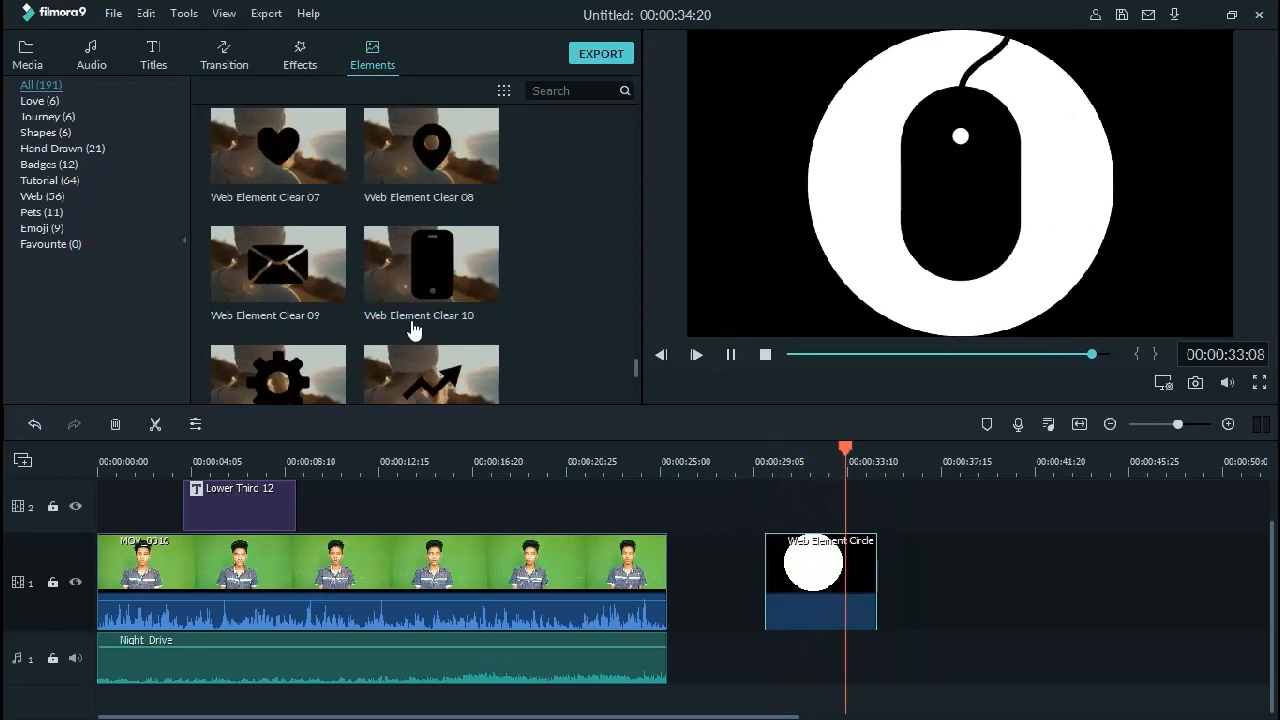 filmora9 File Edit Tools View Export Help Untitled: 00:00:34:20
Media Audio Titles Transition Effects Elements EXPORT
All (191)
Love (6)
Journey (6)
Shapes (6)
Hand Drawn (21)
Badges (12)
Tutorial (64)
Web (56)
Pets (11)
Emoji (9)
Favourite (0)
Search
Web Element Clear 07 Web Element Clear 08
Web Element Clear 09 Web Element Clear 10
00:00:33:08
00:00:00:00 00:00:04:05 00:00:08:10 00:00:12:15 00:00:16:20 00:00:20:25 00:00:25:00 00:00:29:05 00:00:33:10 00:00:37:15 00:00:41:20 00:00:45:25 00:00:50:0
2 T Lower Third 12
1 MOV_0016 Web Element Circle
1 Night Drive